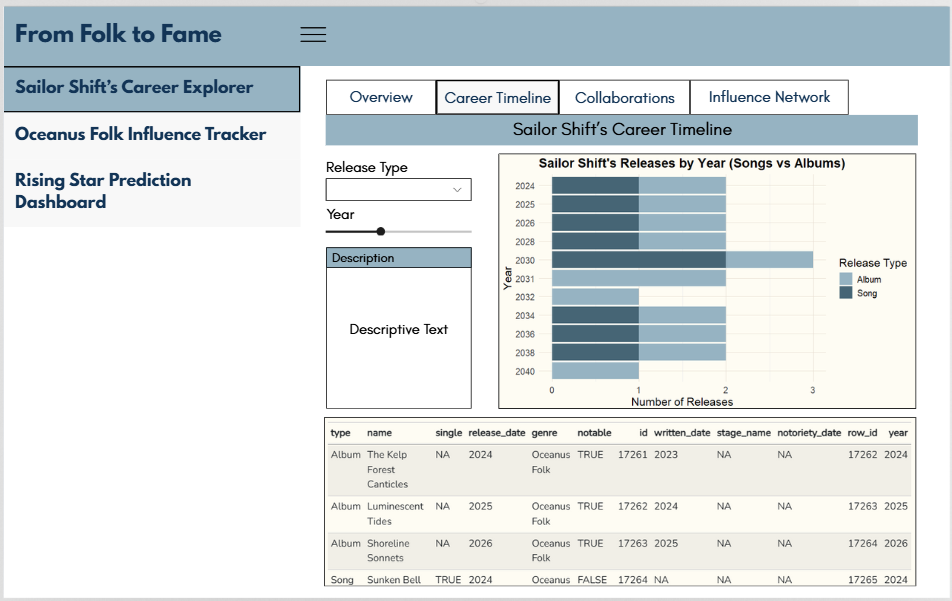 From Folk to Fame
Sailor Shift's Career Explorer
Oceanus Folk Influence Tracker
Rising Star Prediction
Dashboard
Overview
Career Timeline
Collaborations
Influence Network
Sailor Shift's Career Timeline
Release Type
Year
Description
Descriptive Text
Sailor Shift's Releases by Year (Songs vs Albums)
Year
2024
2025
2026
2028
2030
2031
2032
2034
2036
2038
2040
0 1 2 3
Number of Releases
Release Type
Album
Song
type name single release_date genre notable id written_date stage_name notoriety_date row_id year
Album The Kelp NA 2024 Oceanus TRUE 17261 2023 NA NA 17262 2024
Forest Folk
Canticles
Album Luminescent NA 2025 Oceanus TRUE 17262 2024 NA NA 17263 2025
Tides Folk
Album Shoreline NA 2026 Oceanus TRUE 17263 2025 NA NA 17264 2026
Sonnets Folk
Song Sunken Bell TRUE 2024 Oceanus FALSE 17264 NA NA NA 17265 2024